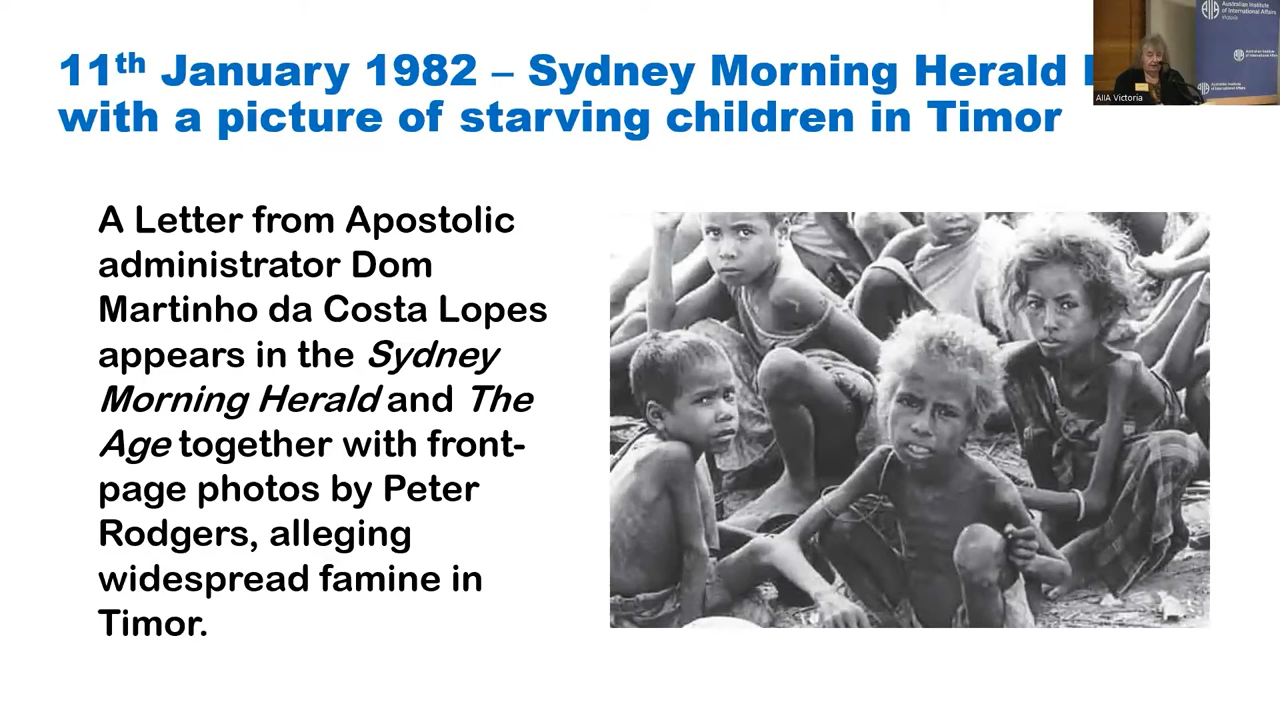 11th January 1982 – Sydney Morning Herald
with a picture of starving children in Timor
A Letter from Apostolic
administrator Dom
Martinho da Costa Lopes
appears in the Sydney
Morning Herald and The
Age together with front-
page photos by Peter
Rodgers, alleging
widespread famine in
Timor.
Australian Institute
of International Affairs
Victoria
AIIA Victoria